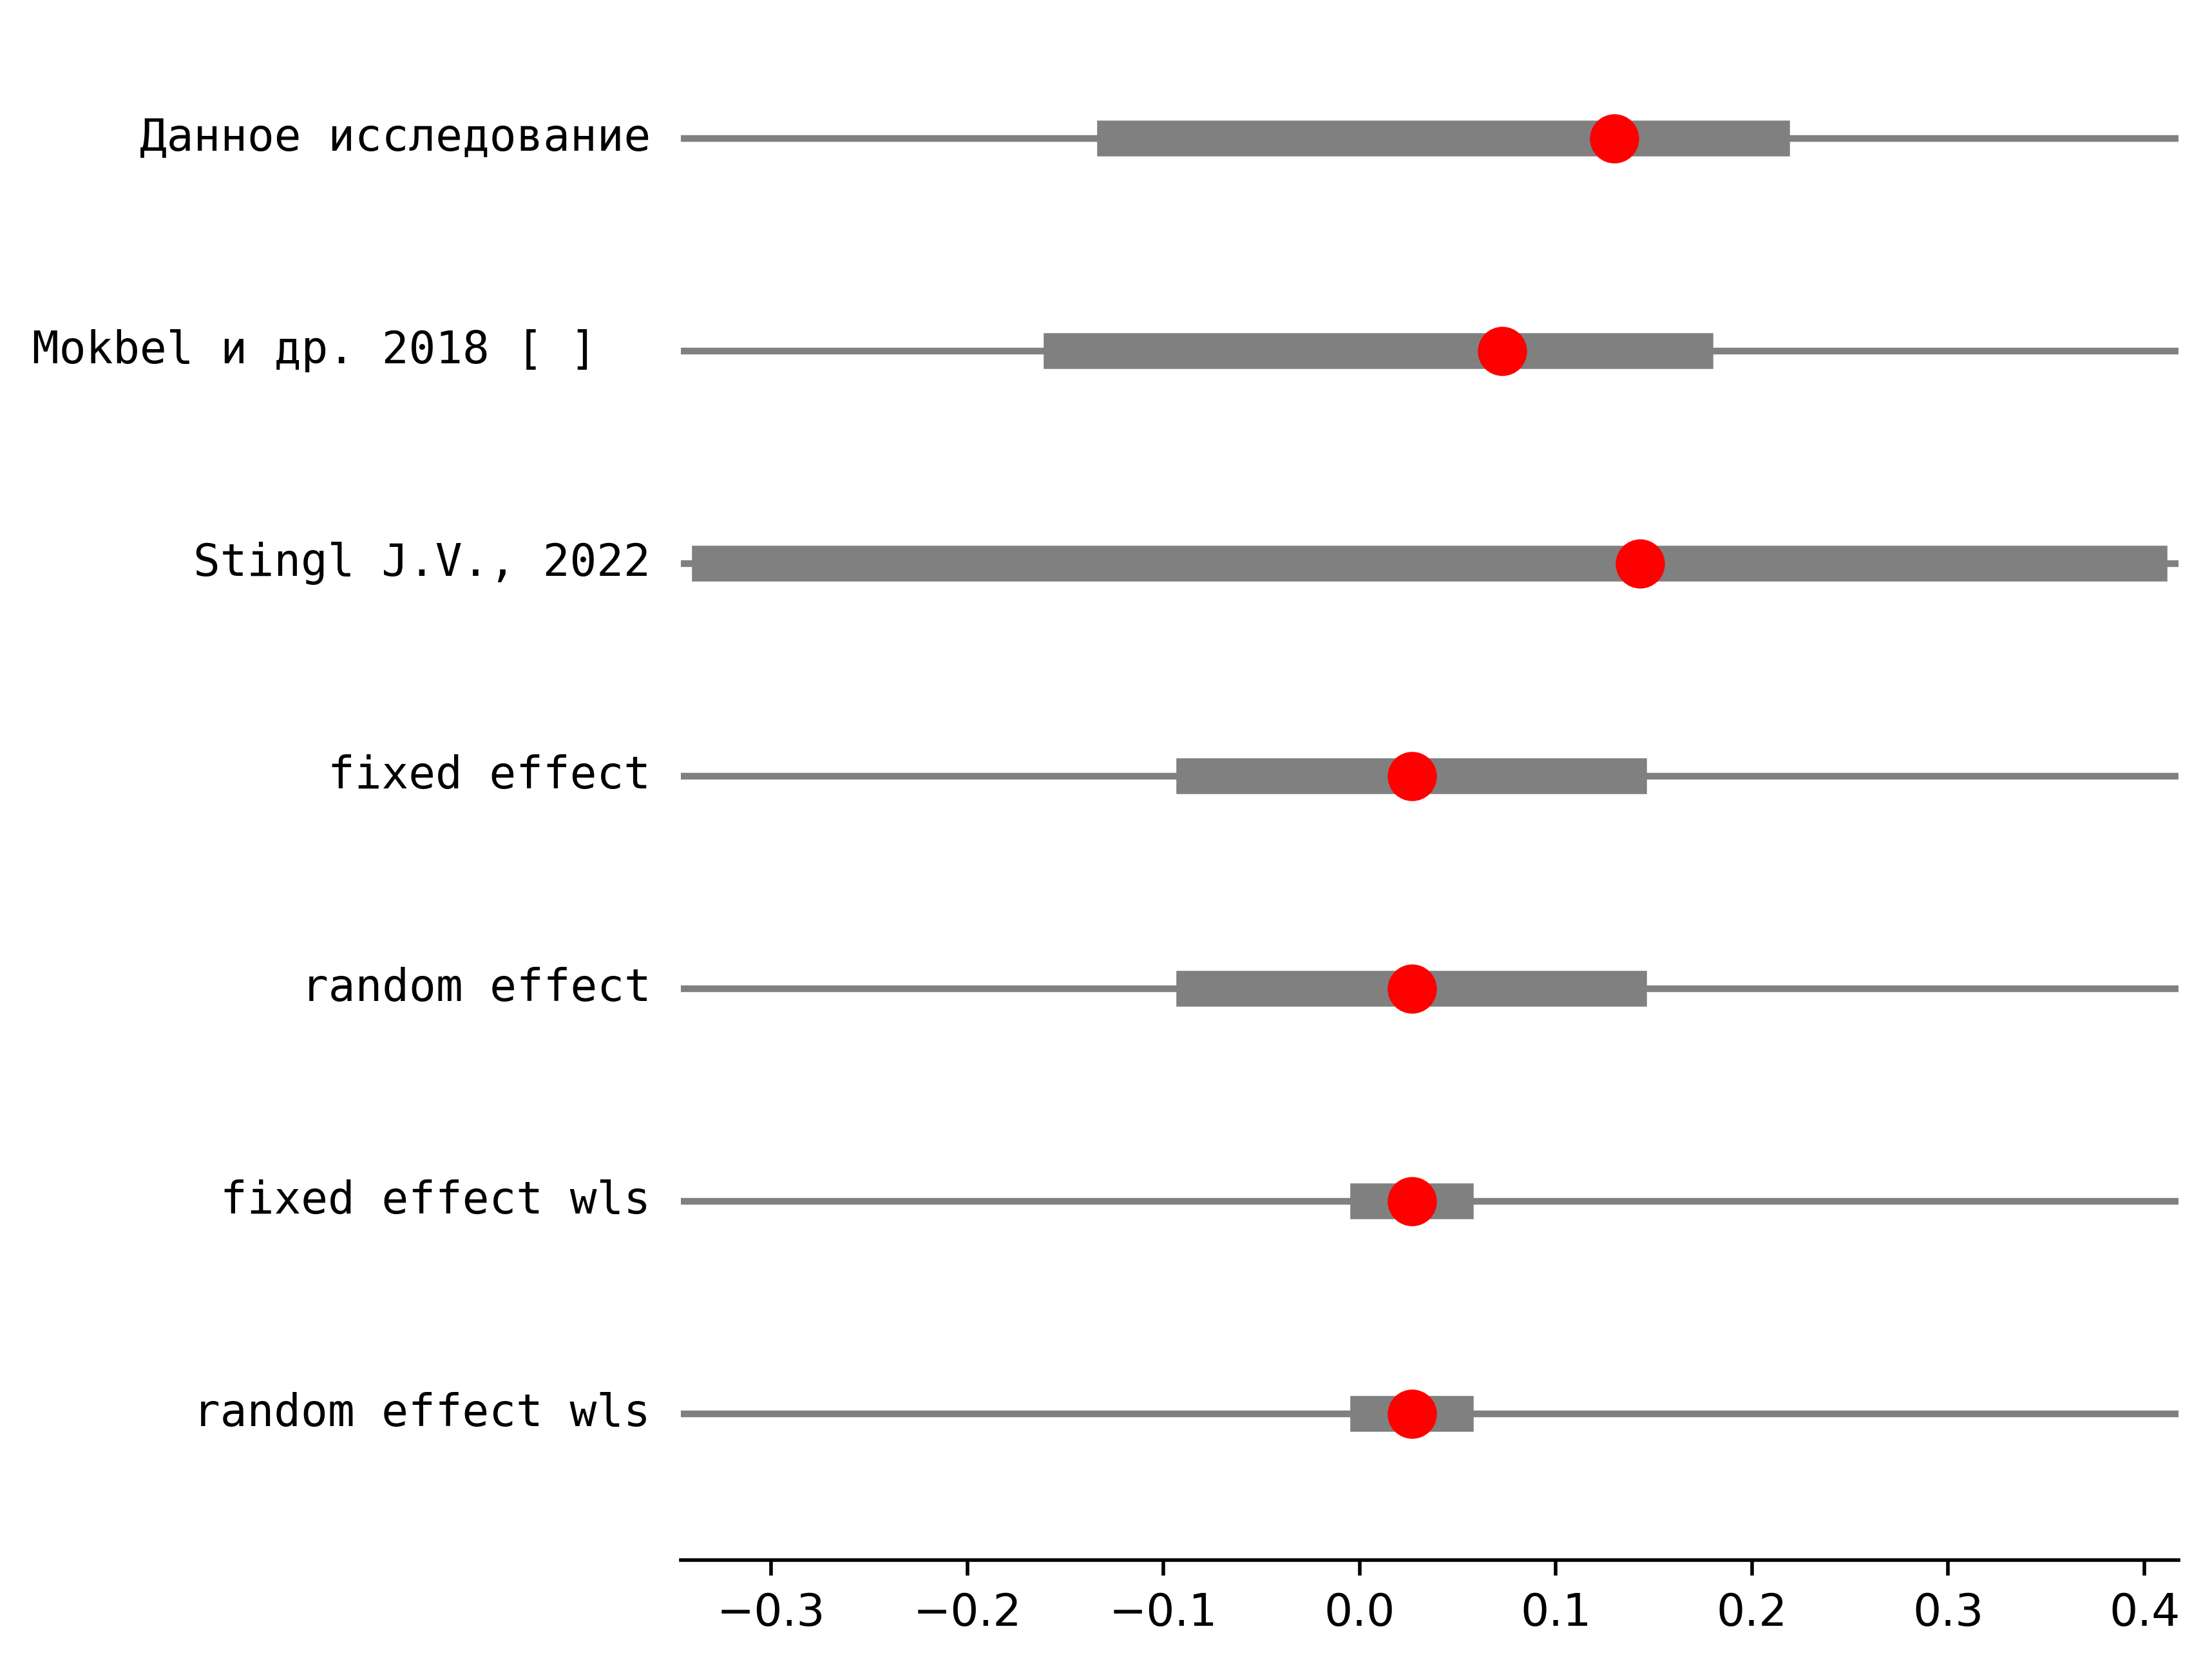 Данное исследование
Mokbel и др. 2018 [ ]
Stingl J.V., 2022
fixed effect
random effect
fixed effect wls
random effect wls
−0.3 −0.2 −0.1 0.0 0.1 0.2 0.3 0.4